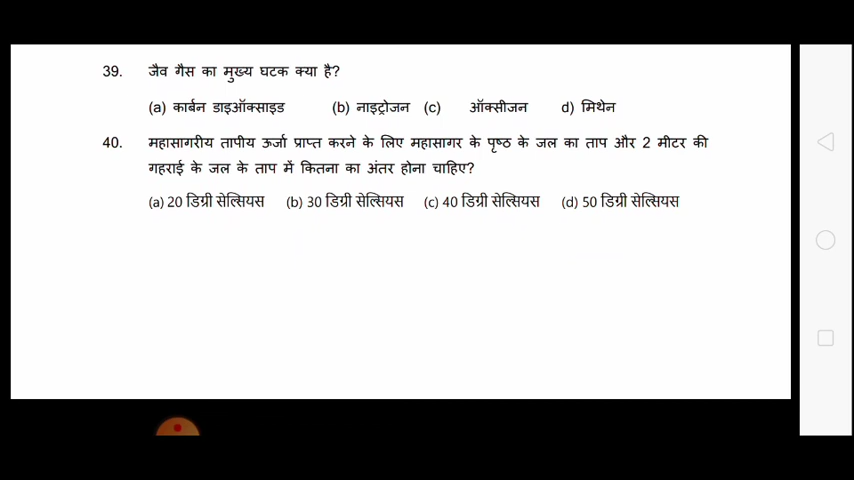 39. जैव गैस का मुख्य घटक क्या है?
(a) कार्बन डाइऑक्साइड (b) नाइट्रोजन (c) ऑक्सीजन d) मिथेन
40. महासागरीय तापीय ऊर्जा प्राप्त करने के लिए महासागर के पृष्ठ के जल का ताप और 2 मीटर की
गहराई के जल के ताप में कितना का अंतर होना चाहिए?
(a) 20 डिग्री सेल्सियस (b) 30 डिग्री सेल्सियस (c) 40 डिग्री सेल्सियस (d) 50 डिग्री सेल्सियस